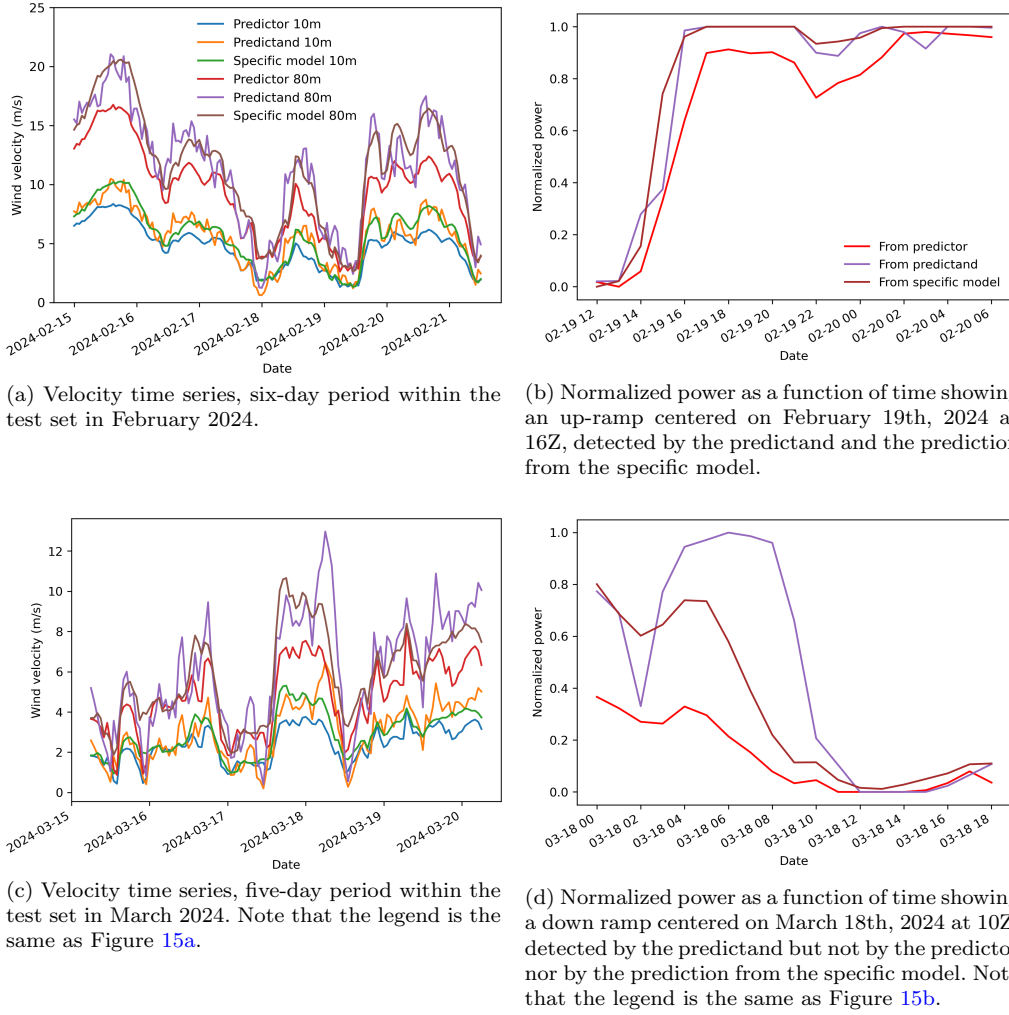 25
20
15
10
5
0
Wind velocity (m/s)
Predictor 10m
Predictand 10m
Specific model 10m
Predictor 80m
Predictand 80m
Specific model 80m
2024-02-15
2024-02-16
2024-02-17
2024-02-18
2024-02-19
2024-02-20
2024-02-21
Date
(a) Velocity time series, six-day period within the
test set in February 2024.
1.0
0.8
0.6
0.4
0.2
0.0
Normalized power
From predictor
From predictand
From specific model
02-19 12
02-19 14
02-19 16
02-19 18
02-19 20
02-19 22
02-20 00
02-20 02
02-20 04
02-20 06
Date
(b) Normalized power as a function of time showin
an up-ramp centered on February 19th, 2024 a
16Z, detected by the predictand and the prediction
from the specific model.
12
10
8
6
4
2
0
Wind velocity (m/s)
2024-03-15
2024-03-16
2024-03-17
2024-03-18
2024-03-19
2024-03-20
Date
(c) Velocity time series, five-day period within the
test set in March 2024. Note that the legend is the
same as Figure 15a.
1.0
0.8
0.6
0.4
0.2
0.0
Normalized power
03-18 00
03-18 02
03-18 04
03-18 06
03-18 08
03-18 10
03-18 12
03-18 14
03-18 16
03-18 18
Date
(d) Normalized power as a function of time showin
a down ramp centered on March 18th, 2024 at 10Z
detected by the predictand but not by the predicto
nor by the prediction from the specific model. Not
that the legend is the same as Figure 15b.